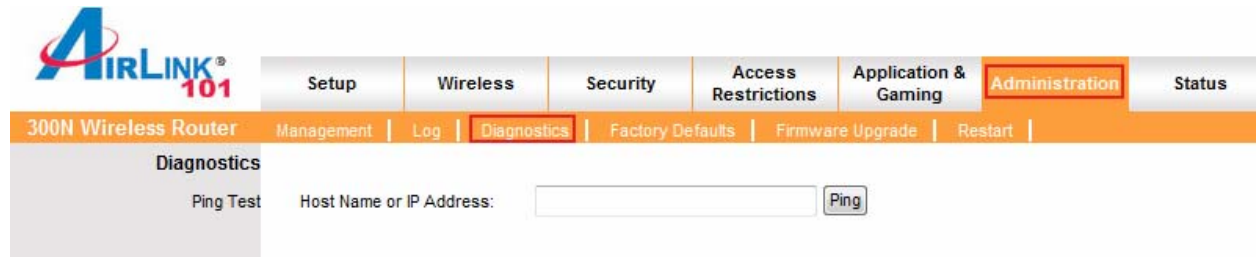 AIRLINK®
101
Setup
Wireless
Security
Access
Restrictions
Application &
Gaming
Administration
Status
300N Wireless Router
Management | Log | Diagnostics | Factory Defaults | Firmware Upgrade | Restart |
Diagnostics
Ping Test
Host Name or IP Address:
Ping